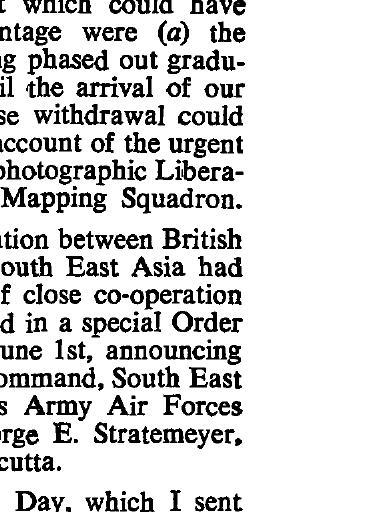 t which could have
ntage were (a) the
ng phased out gradu-
il the arrival of our
se withdrawal could
account of the urgent
photographic Libera-
Mapping Squadron.
ation between British
outh East Asia had
f close co-operation
d in a special Order
une 1st, announcing
ommand, South East
s Army Air Forces
rge E. Stratemeyer,
cutta.
Day, which I sent